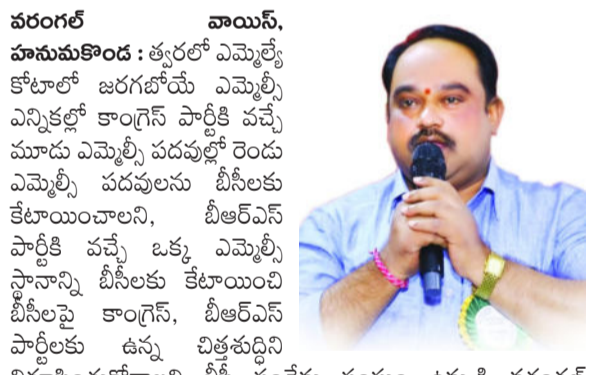 వరంగల్ వాయిస్,
హనుమకొండ : త్వరలో ఎమ్మెల్యే
కోటాలో జరగబోయే ఎమ్మెల్సీ
ఎన్నికల్లో కాంగ్రెస్ పార్టీకి వచ్చే
మూడు ఎమ్మెల్సీ పదవుల్లో రెండు
ఎమ్మెల్సీ పదవులను బీసీలకు
కేటాయించాలని, బీఆర్ఎస్
పార్టీకి వచ్చే ఒక్క ఎమ్మెల్సీ
స్థానాన్ని బీసీలకు కేటాయించి
బీసీలపై కాంగ్రెస్, బీఆర్ఎస్
పార్టీలకు ఉన్న చిత్తశుద్ధిని